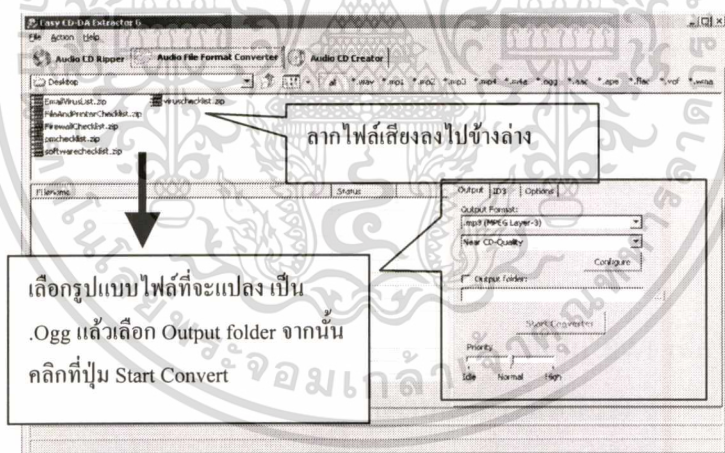 Easy CD-DA Extractor 6
File Action Help
Audio CD Ripper Audio File Format Converter Audio CD Creator
Desktop
all *.wav *.mp1 *.mp2 *.mp3 *.mp4 *.m4a *.ogg *.aac *.ape *.flac *.vqf *.wma
EmailVirusList.zip viruschecklist.zip
FileAndPrinterChecklist.zip
FirewallChecklist.zip
pmchecklist.zip
softwarechecklist.zip
ลากไฟล์เสียงลงไปข้างล่าง
Filename Status
Output ID3 Options
Output Format:
.mp3 (MPEG Layer-3)
Near CD-Quality
Configure
Output folder:
Start Converter
Priority
Idle Normal High
เลือกรูปแบบไฟล์ที่จะแปลง เป็น
.Ogg แล้วเลือก Output folder จากนั้น
คลิกที่ปุ่ม Start Convert